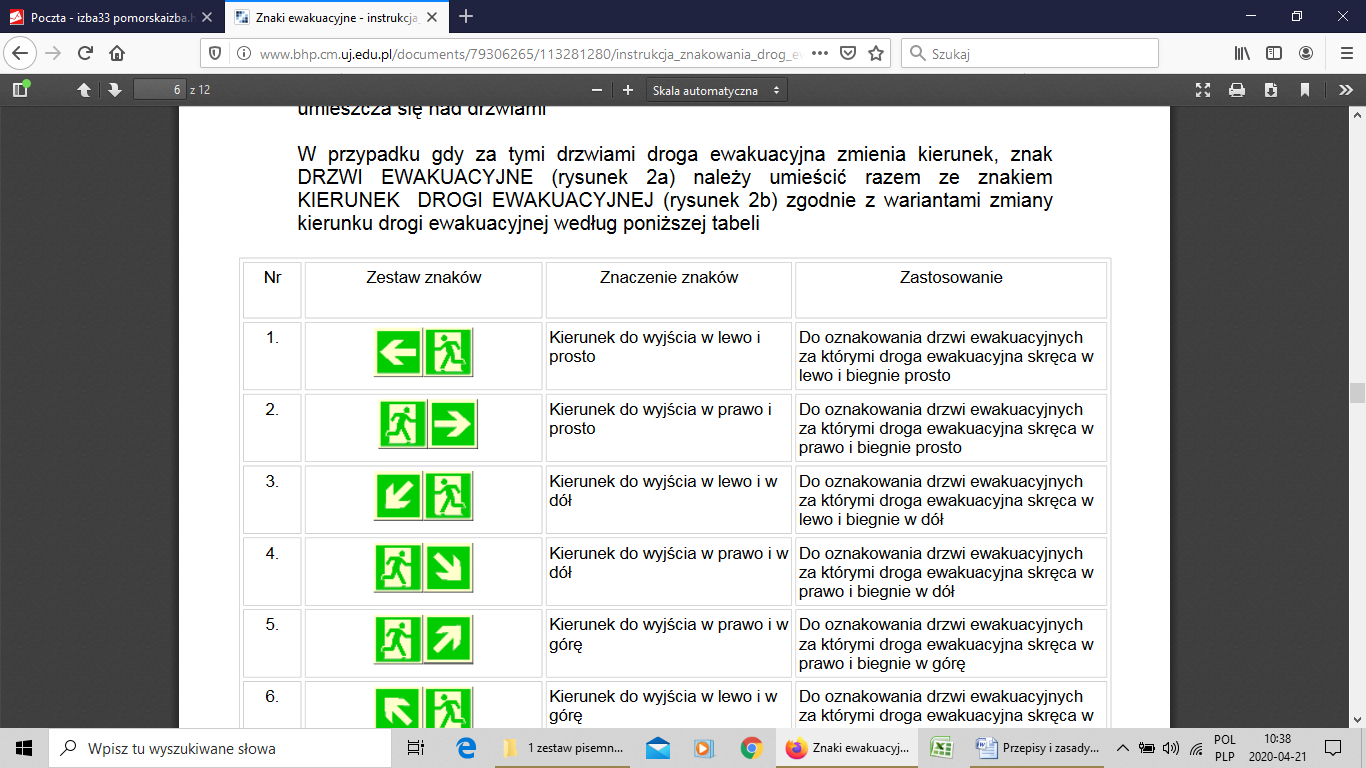 Poczta - izba33 pomorskaizba.h
Znaki ewakuacyjne - instrukcja_
www.bhp.cm.uj.edu.pl/documents/79306265/113281280/instrukcja_znakowania_drog_e
Szukaj
6 z 12
Skala automatyczna
umieszcza się nad drzwiami
W przypadku gdy za tymi drzwiami droga ewakuacyjna zmienia kierunek, znak
DRZWI EWAKUACYJNE (rysunek 2a) należy umieścić razem ze znakiem
KIERUNEK DROGI EWAKUACYJNEJ (rysunek 2b) zgodnie z wariantami zmiany
kierunku drogi ewakuacyjnej według poniższej tabeli
Nr Zestaw znaków Znaczenie znaków Zastosowanie
1.
Kierunek do wyjścia w lewo i
prosto
Do oznakowania drzwi ewakuacyjnych
za którymi droga ewakuacyjna skręca w
lewo i biegnie prosto
2.
Kierunek do wyjścia w prawo i
prosto
Do oznakowania drzwi ewakuacyjnych
za którymi droga ewakuacyjna skręca w
prawo i biegnie prosto
3.
Kierunek do wyjścia w lewo i w
dół
Do oznakowania drzwi ewakuacyjnych
za którymi droga ewakuacyjna skręca w
lewo i biegnie w dół
4.
Kierunek do wyjścia w prawo i w
dół
Do oznakowania drzwi ewakuacyjnych
za którymi droga ewakuacyjna skręca w
prawo i biegnie w dół
5.
Kierunek do wyjścia w prawo i w
górę
Do oznakowania drzwi ewakuacyjnych
za którymi droga ewakuacyjna skręca w
prawo i biegnie w górę
6.
Kierunek do wyjścia w lewo i w
górę
Do oznakowania drzwi ewakuacyjnych
za którymi droga ewakuacyjna skręca w
Wpisz tu wyszukiwane słowa
1 zestaw pisemn...
Znaki ewakuacyj...
Przepisy i zasady...
POL
PLP
10:38
2020-04-21